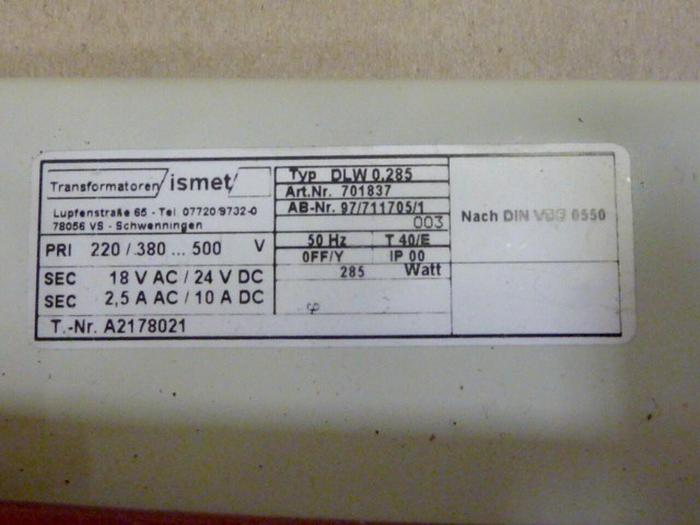 Transformatoren ismet
Lupfenstraße 65 - Tel 07720/9732-0
78056 VS - Schwenningen
PRI 220 / 380 ... 500 V
SEC 18 V AC / 24 V DC
SEC 2,5 A AC / 10 A DC
T.-Nr. A2178021
Typ DLW 0,285
Art.Nr. 701837
AB-Nr. 97/711705/1
003
50 Hz T 40/E
0FF/Y IP 00
285 Watt
Nach DIN 0550